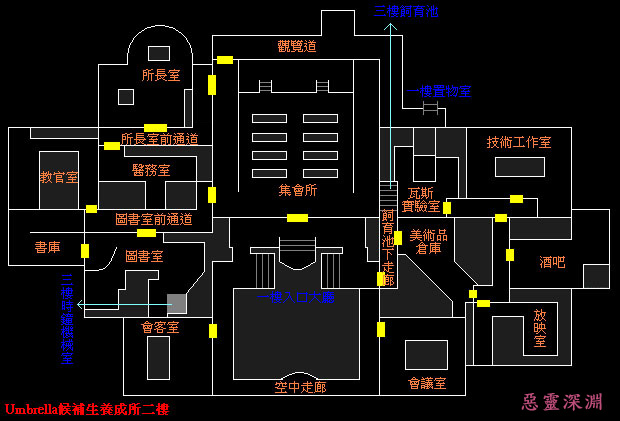 三樓飼育池
觀覽道
所長室
一樓置物室
所長室前通道
技術工作室
醫務室
教官室
集會所
瓦斯
實驗室
圖書室前通道
飼育池下走廊
美術品
倉庫
書庫
圖書室
酒吧
會客室
放映室
空中走廊
會議室
Umbrella候補生養成所二樓
惡靈深淵